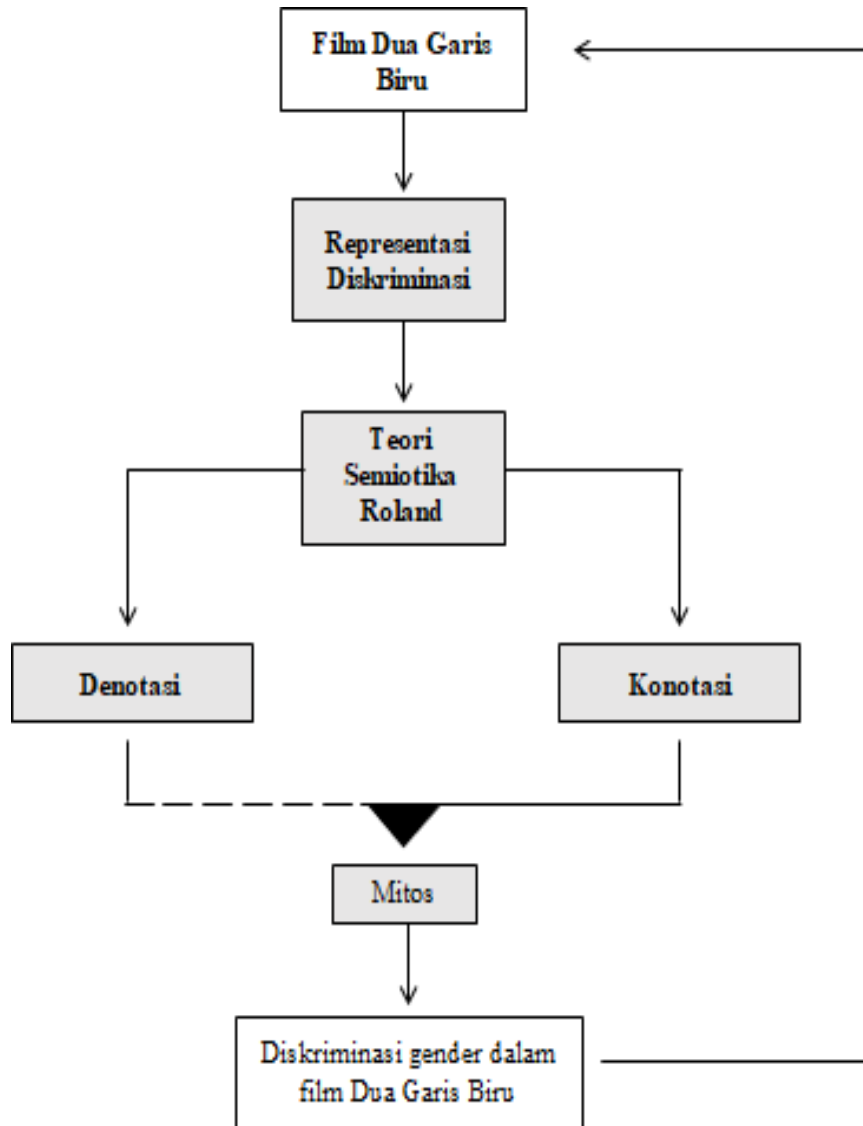 Film Dua Garis
Biru
Representasi
Diskriminasi
Teori
Semiotika
Roland
Denotasi
Konotasi
Mitos
Diskriminasi gender dalam
film Dua Garis Biru